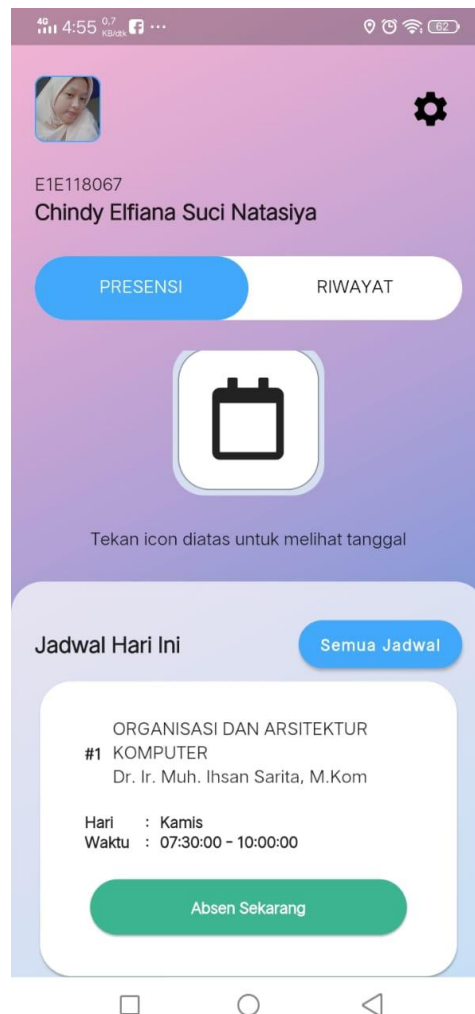 4G 4:55 0,7 KB/dtk 62
E1E118067
Chindy Elfiana Suci Natasiya
PRESENSI RIWAYAT
Tekan icon diatas untuk melihat tanggal
Jadwal Hari Ini Semua Jadwal
ORGANISASI DAN ARSITEKTUR
#1 KOMPUTER
Dr. Ir. Muh. Ihsan Sarita, M.Kom
Hari : Kamis
Waktu : 07:30:00 - 10:00:00
Absen Sekarang